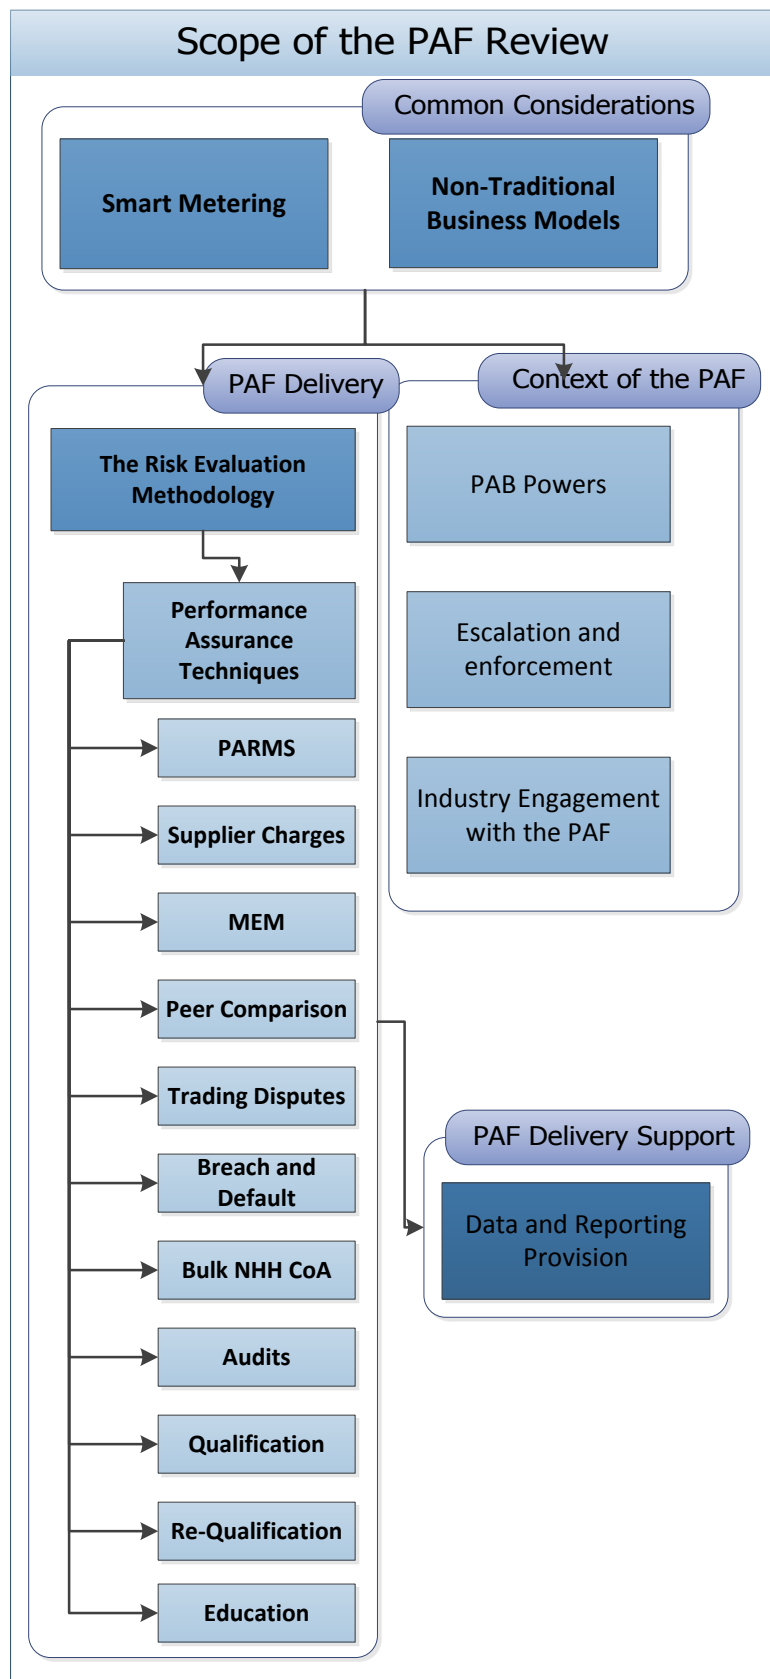 Scope of the PAF Review
Common Considerations
Smart Metering
Non-Traditional
Business Models
PAF Delivery
The Risk Evaluation
Methodology
Performance
Assurance
Techniques
PARMS
Supplier Charges
MEM
Peer Comparison
Trading Disputes
Breach and
Default
Bulk NHH CoA
Audits
Qualification
Re-Qualification
Education
Context of the PAF
PAB Powers
Escalation and
enforcement
Industry Engagement
with the PAF
PAF Delivery Support
Data and Reporting
Provision